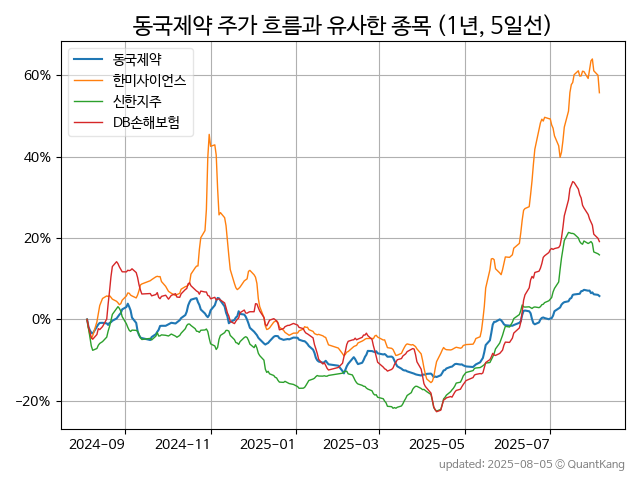 동국제약 주가 흐름과 유사한 종목 (1년, 5일선)
동국제약
한미사이언스
신한지주
DB손해보험
60%
40%
20%
0%
−20%
2024-09
2024-11
2025-01
2025-03
2025-05
2025-07
updated: 2025-08-05 © QuantKang